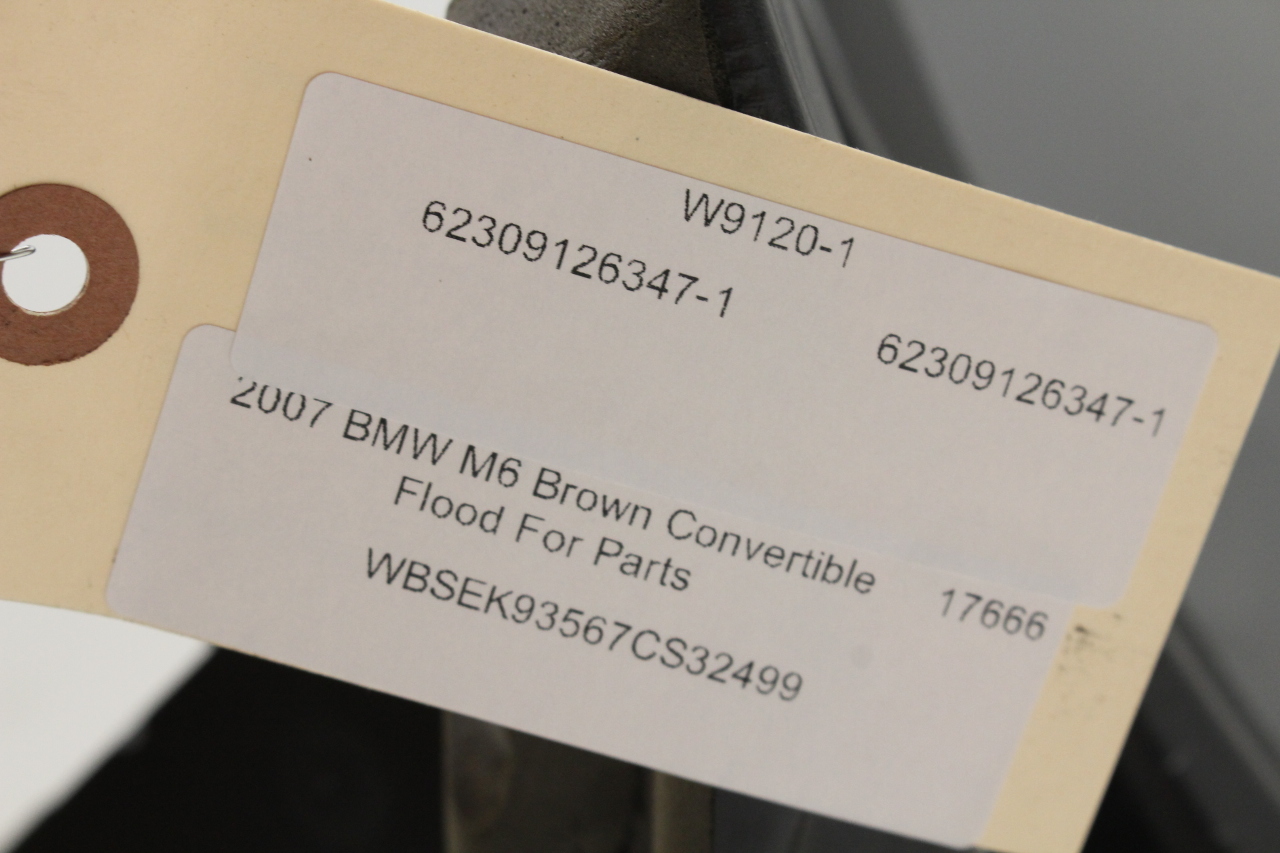 W9120-1
62309126347-1
62309126347-1
2007 BMW M6 Brown Convertible
Flood For Parts
17666
WBSEK93567CS32499